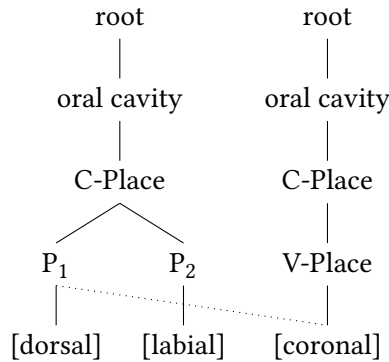 root root
oral cavity oral cavity
C-Place C-Place
P₁ P₂ V-Place
[dorsal] [labial] [coronal]